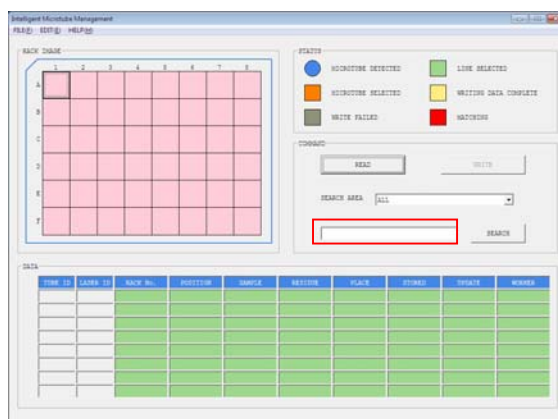 Intelligent Microtube Management
FILE(F) EDIT(E) HELP(H)
RACK IMAGE
1 2 3 4 5 6 7 8
A
B
C
D
E
F
STATUS
MICROTUBE DETECTED
LINE SELECTED
MICROTUBE SELECTED
WRITING DATA COMPLETE
WRITE FAILED
MATCHING
COMMAND
READ
WRITE
SEARCH AREA
ALL
SEARCH
DATA
TUBE ID LASER ID RACK No. POSITION SAMPLE RESIDUE PLACE STORED UPDATE WORKER